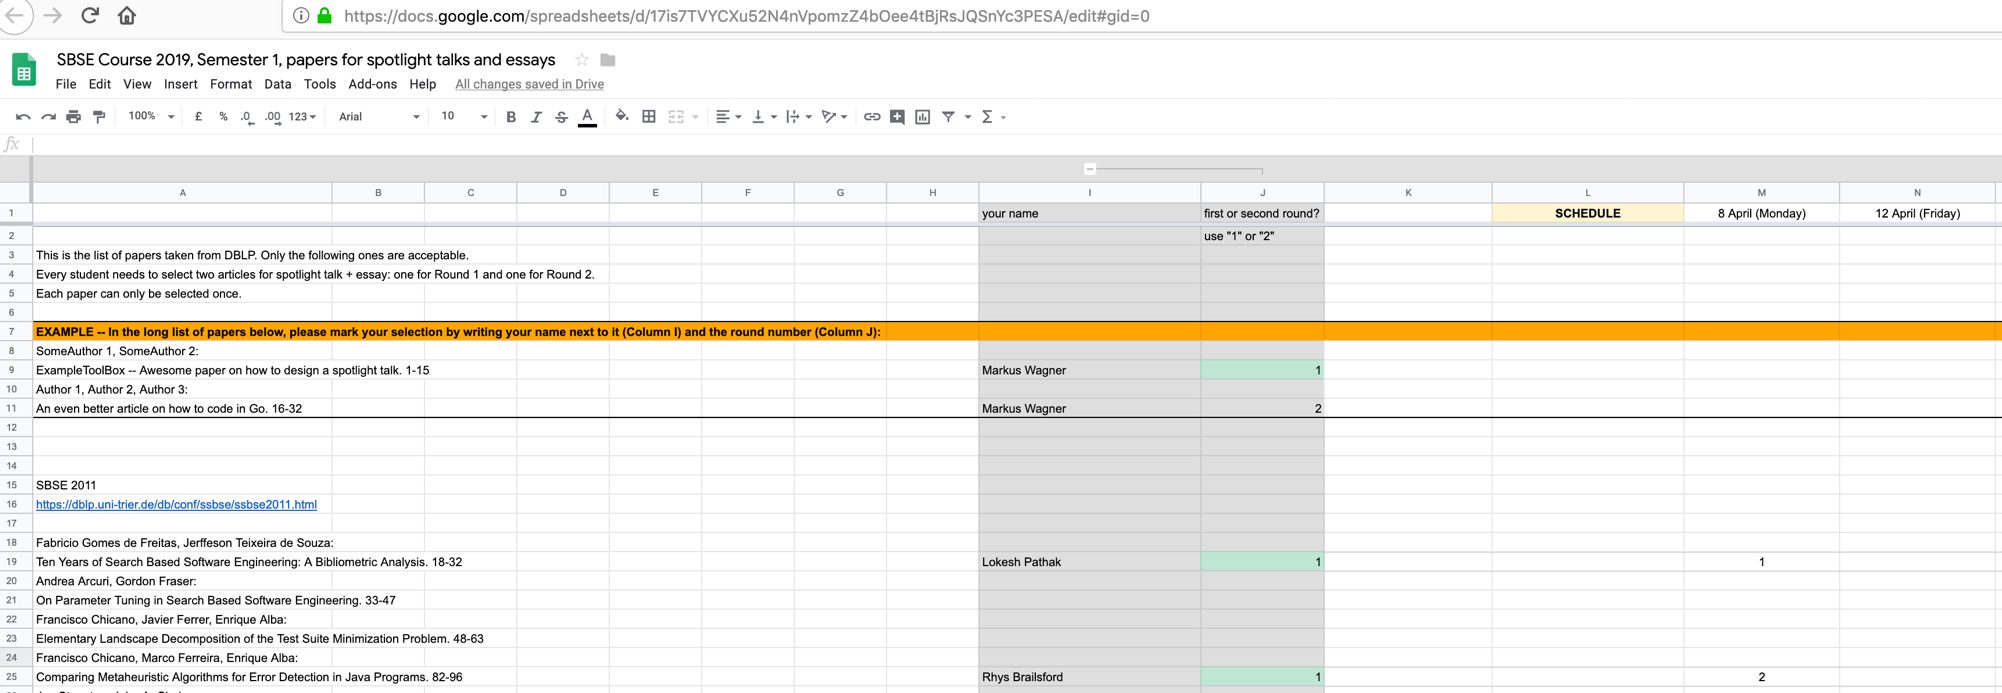 https://docs.google.com/spreadsheets/d/17is7TVYCXu52N4nVpomzZ4bOee4tBjRsJQSnYc3PESA/edit#gid=0
SBSE Course 2019, Semester 1, papers for spotlight talks and essays
File Edit View Insert Format Data Tools Add-ons Help All changes saved in Drive
100% £ % .0 .00 123 Arial 10 B I S A Σ
fx
A B C D E F G H I J K L M N
1 your name first or second round? SCHEDULE 8 April (Monday) 12 April (Friday)
2 use "1" or "2"
3 This is the list of papers taken from DBLP. Only the following ones are acceptable.
4 Every student needs to select two articles for spotlight talk + essay: one for Round 1 and one for Round 2.
5 Each paper can only be selected once.
6
7 EXAMPLE -- In the long list of papers below, please mark your selection by writing your name next to it (Column I) and the round number (Column J):
8 SomeAuthor 1, SomeAuthor 2:
9 ExampleToolBox -- Awesome paper on how to design a spotlight talk. 1-15 Markus Wagner 1
10 Author 1, Author 2, Author 3:
11 An even better article on how to code in Go. 16-32 Markus Wagner 2
12
13
14
15 SBSE 2011
16 https://dblp.uni-trier.de/db/conf/ssbse/ssbse2011.html
17
18 Fabricio Gomes de Freitas, Jerffeson Teixeira de Souza:
19 Ten Years of Search Based Software Engineering: A Bibliometric Analysis. 18-32 Lokesh Pathak 1 1
20 Andrea Arcuri, Gordon Fraser:
21 On Parameter Tuning in Search Based Software Engineering. 33-47
22 Francisco Chicano, Javier Ferrer, Enrique Alba:
23 Elementary Landscape Decomposition of the Test Suite Minimization Problem. 48-63
24 Francisco Chicano, Marco Ferreira, Enrique Alba:
25 Comparing Metaheuristic Algorithms for Error Detection in Java Programs. 82-96 Rhys Brailsford 1 2